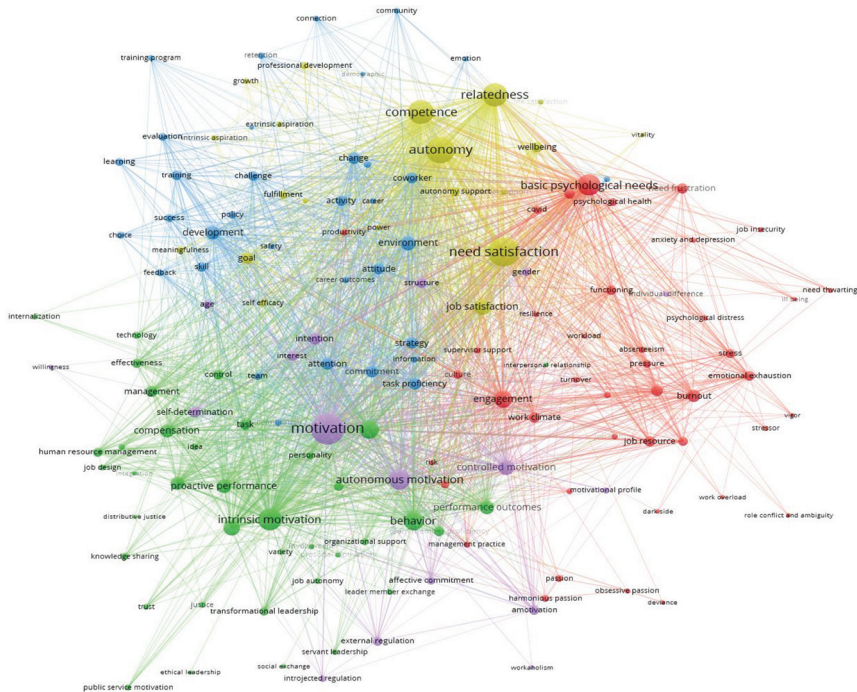 community
connection
training program
retention
professional development
emotion
growth
relatedness
competence
extrinsic aspiration
vitality
evaluation
intrinsic aspiration
autonomy
wellbeing
learning
change
training
challenge
coworker
basic psychological needs
need frustration
fulfillment
activity
career
autonomy support
psychological health
choice
success
policy
covid
power
productivity
development
job insecurity
environment
anxiety and depression
meaningfulness
safety
goal
need satisfaction
feedback
skill
attitude
gender
career outcomes
structure
functioning
need thwarting
individual difference
ill being
age
self efficacy
job satisfaction
internalization
resilience
psychological distress
technology
intention
workload
strategy
interest
supervisor support
absenteeism
stress
effectiveness
information
willingness
control
team
attention
commitment
culture
interpersonal relationship
pressure
emotional exhaustion
task proficiency
turnover
management
engagement
burnout
self-determination
vigor
compensation
task
motivation
work climate
stressor
idea
job resource
human resource management
personality
risk
job design
integration
controlled motivation
autonomous motivation
proactive performance
motivational profile
work overload
performance outcomes
darkside
distributive justice
intrinsic motivation
behavior
role conflict and ambiguity
organizational support
management practice
knowledge sharing
variety
job autonomy
affective commitment
passion
leader member exchange
obsessive passion
harmonious passion
deviance
trust
justice
transformational leadership
amotivation
external regulation
servant leadership
social exchange
workaholism
ethical leadership
introjected regulation
public service motivation